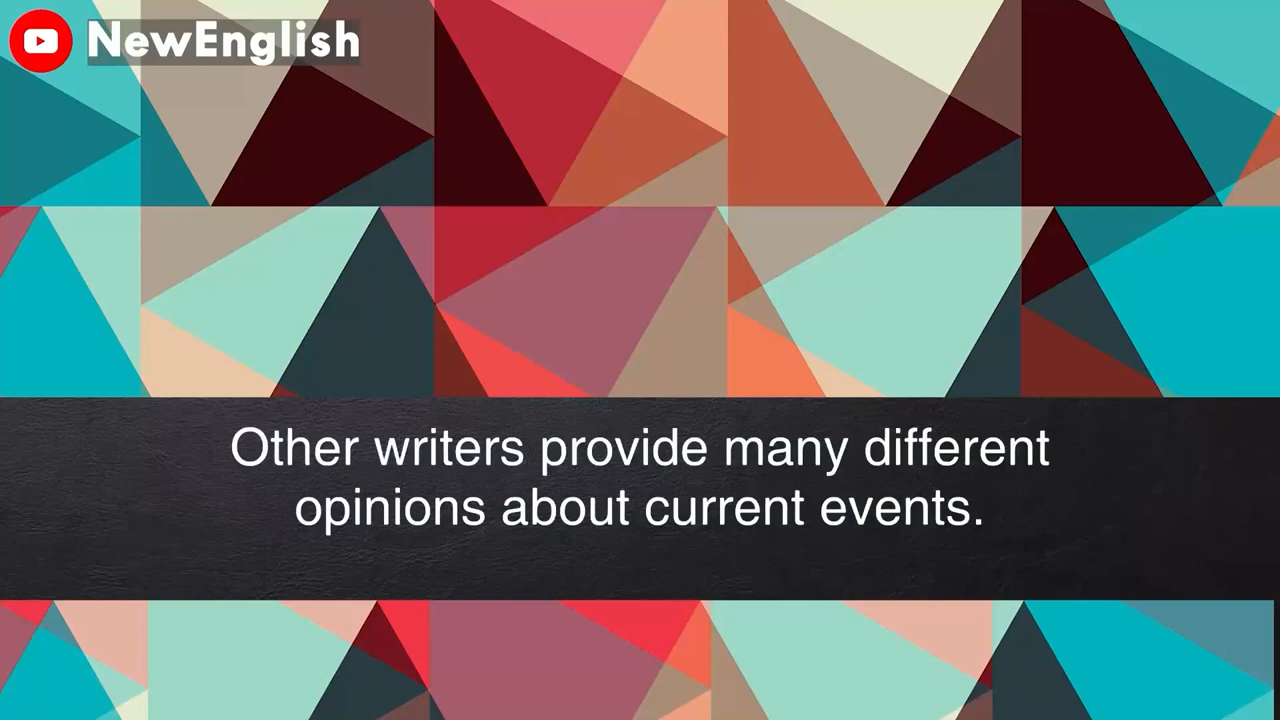 NewEnglish
Other writers provide many different
opinions about current events.